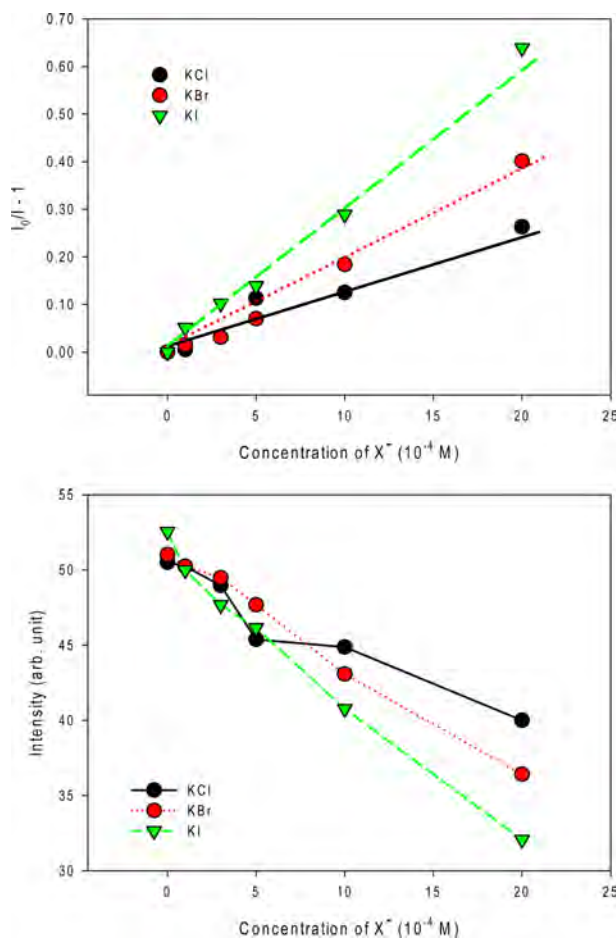 0.70
0.60
0.50
0.40
0.30
0.20
0.10
0.00
I₀/I - 1
KCl
KBr
KI
0 5 10 15 20 25
Concentration of X⁻ (10⁻⁴ M)
55
50
45
40
35
30
Intensity (arb. unit)
KCl
KBr
KI
0 5 10 15 20 25
Concentration of X⁻ (10⁻⁴ M)